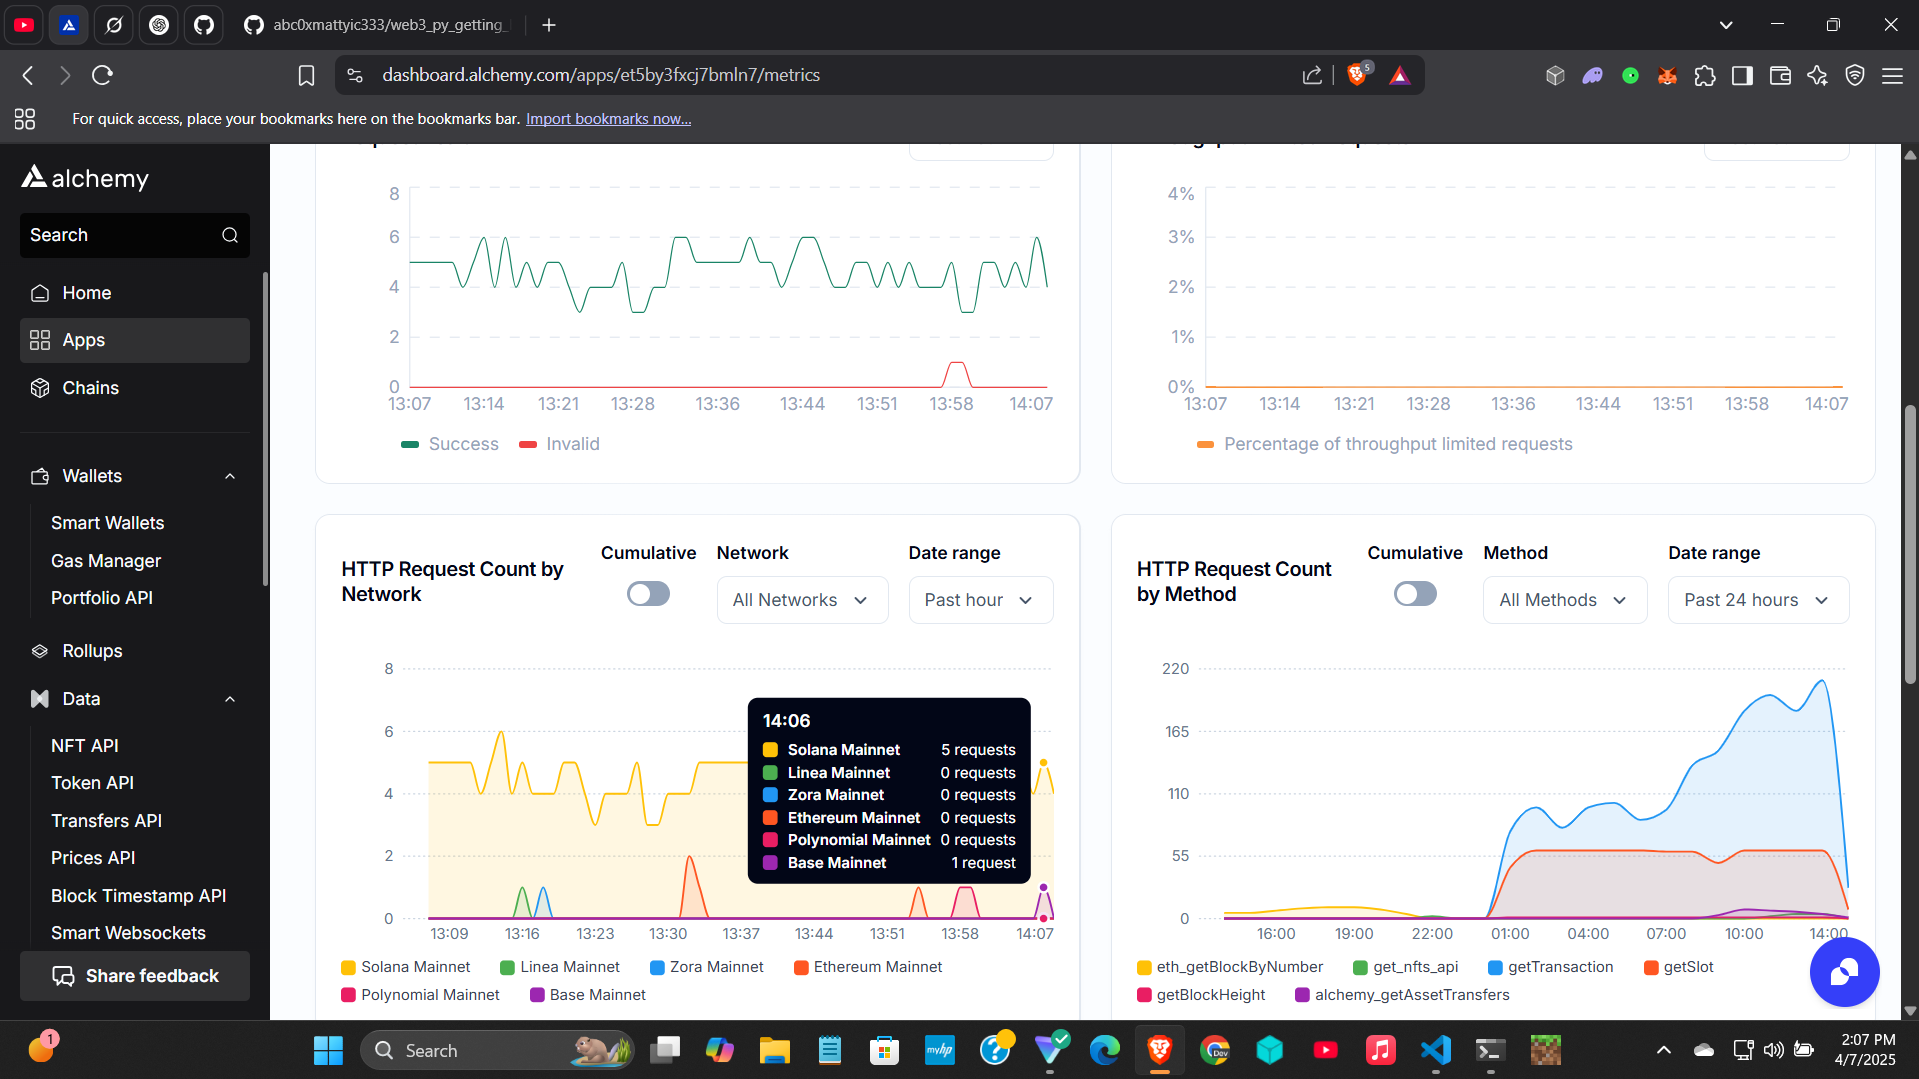 abc0xmattyic333/web3_py_getting_
dashboard.alchemy.com/apps/et5by3fxcj7bmln7/metrics
5
For quick access, place your bookmarks here on the bookmarks bar. Import bookmarks now...
alchemy
Search
Home
Apps
Chains
Wallets
Smart Wallets
Gas Manager
Portfolio API
Rollups
Data
NFT API
Token API
Transfers API
Prices API
Block Timestamp API
Smart Websockets
Share feedback
8
6
4
2
0
13:07 13:14 13:21 13:28 13:36 13:44 13:51 13:58 14:07
Success Invalid
4%
3%
2%
1%
0%
13:07 13:14 13:21 13:28 13:36 13:44 13:51 13:58 14:07
Percentage of throughput limited requests
HTTP Request Count by
Network
Cumulative Network Date range
All Networks Past hour
8
6
4
2
0
14:06
Solana Mainnet 5 requests
Linea Mainnet 0 requests
Zora Mainnet 0 requests
Ethereum Mainnet 0 requests
Polynomial Mainnet 0 requests
Base Mainnet 1 request
13:09 13:16 13:23 13:30 13:37 13:44 13:51 13:58 14:07
Solana Mainnet Linea Mainnet Zora Mainnet Ethereum Mainnet
Polynomial Mainnet Base Mainnet
HTTP Request Count
by Method
Cumulative Method Date range
All Methods Past 24 hours
220
165
110
55
0
16:00 19:00 22:00 01:00 04:00 07:00 10:00 14:00
eth_getBlockByNumber get_nfts_api getTransaction getSlot
getBlockHeight alchemy_getAssetTransfers
1
Search
myhp
Dev
2:07 PM
4/7/2025